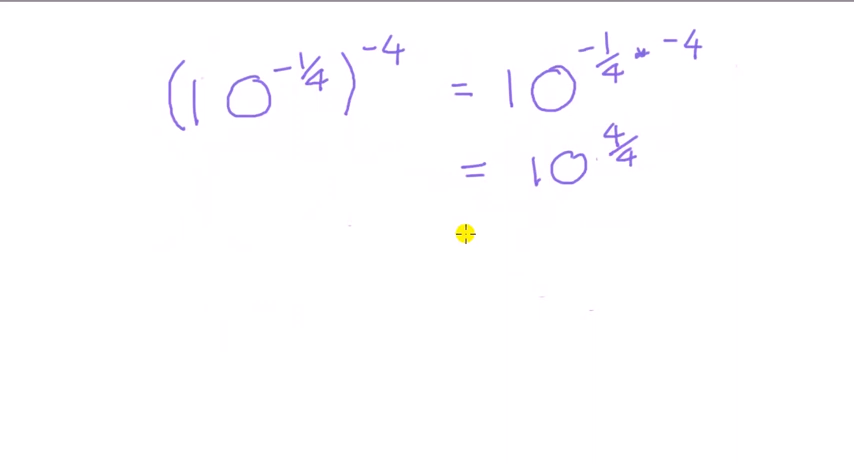 (10^{-1/4})^{-4} = 10^{-1/4 * -4}
= 10^{4/4}